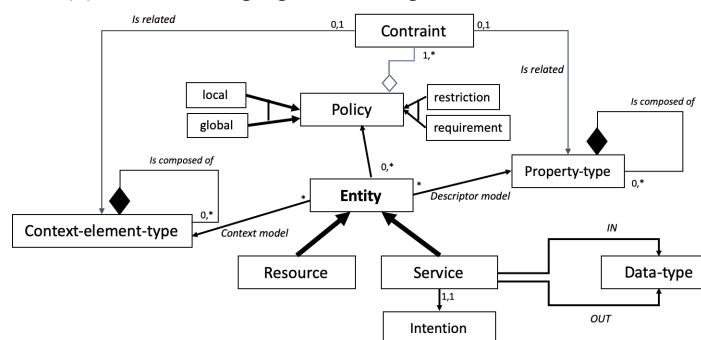 Is related
0,1
Contraint
0,1
1,*
Is related
local
global
Policy
restriction
requirement
Is composed of
Is composed of
0,*
Property-type
0,*
*
Entity
*
Descriptor model
0,*
Context-element-type
Context model
IN
Resource
Service
Data-type
1,1
OUT
Intention